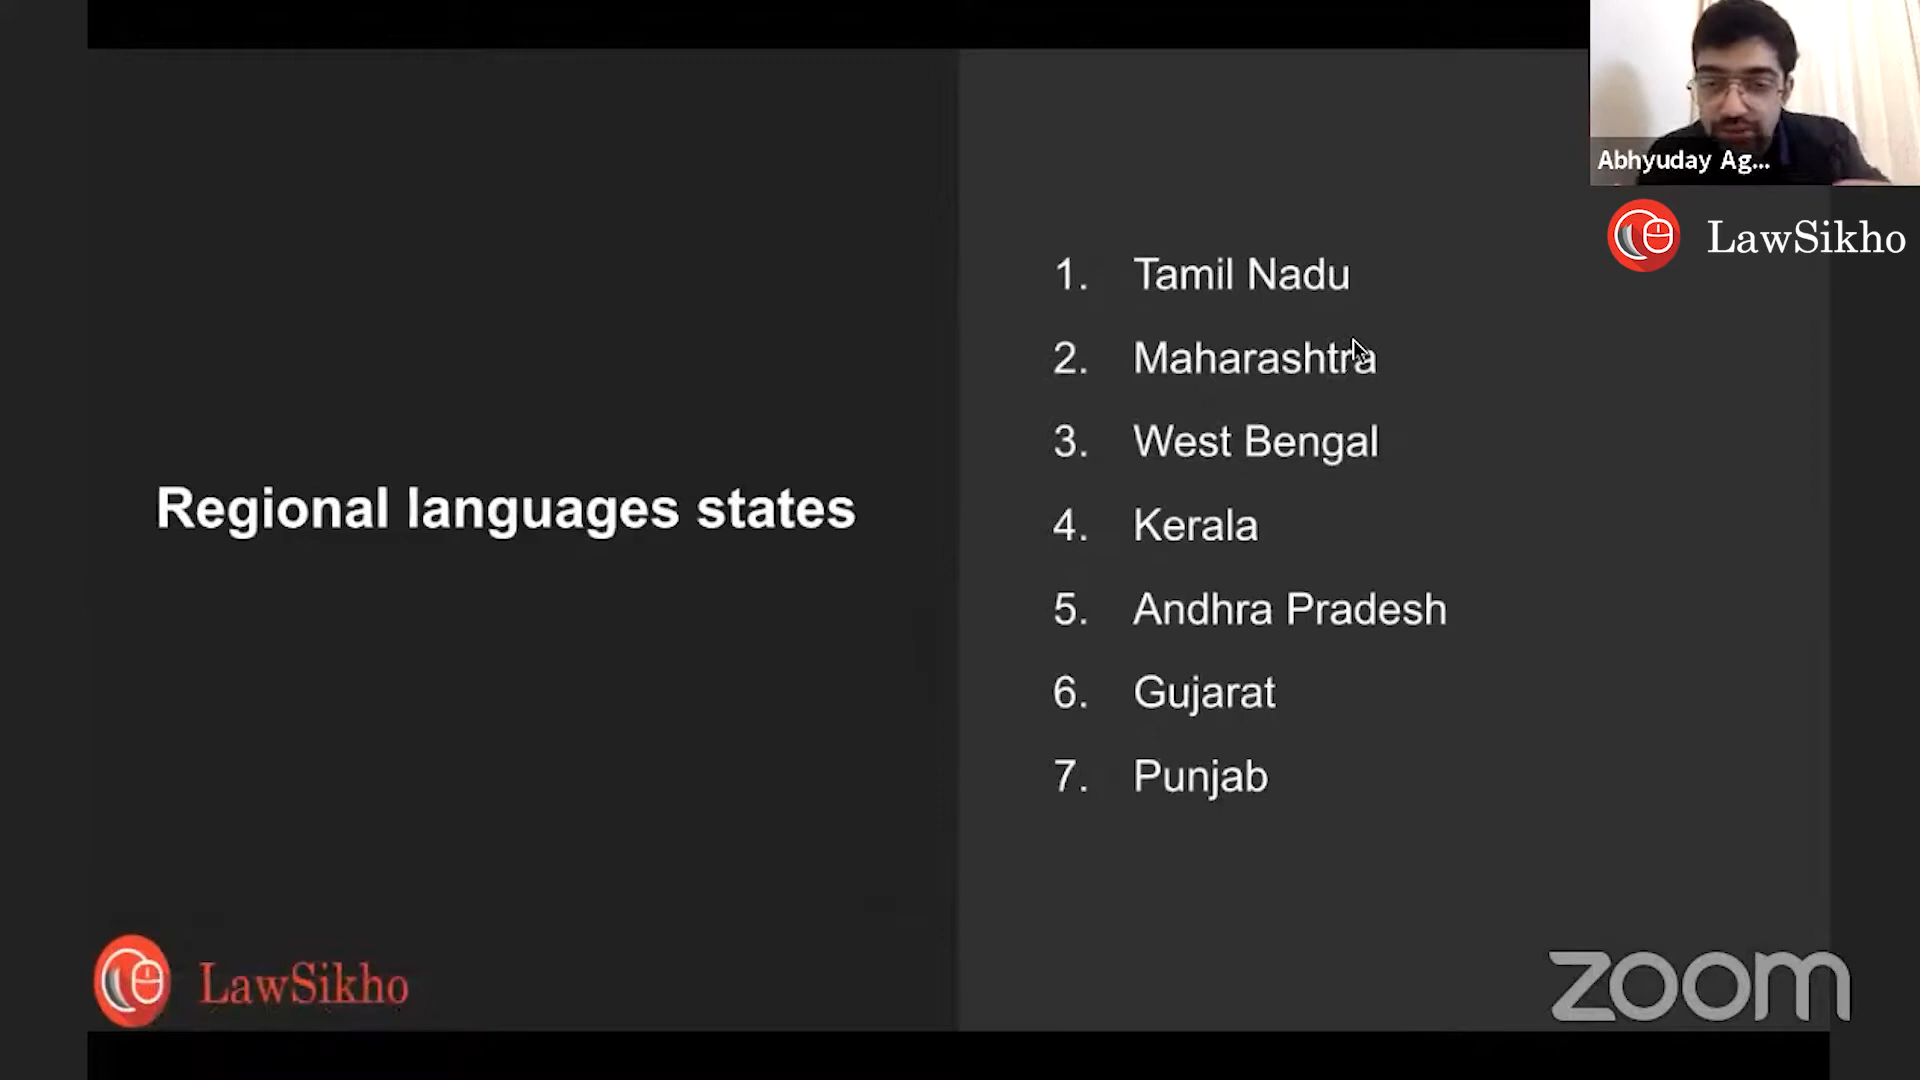 Abhyuday Ag...
LawSikho
Regional languages states
1. Tamil Nadu
2. Maharashtra
3. West Bengal
4. Kerala
5. Andhra Pradesh
6. Gujarat
7. Punjab
LawSikho
zoom